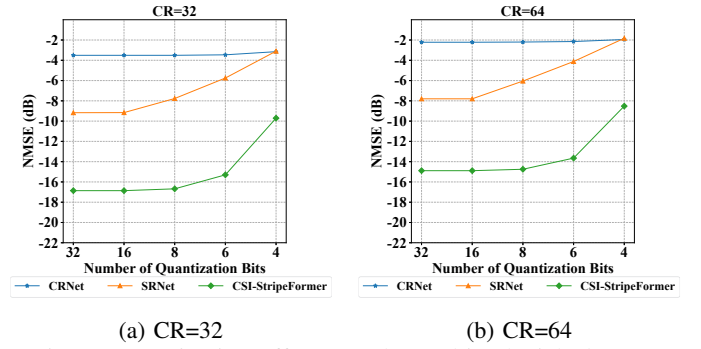 CR=32
NMSE (dB)
-2
-4
-6
-8
-10
-12
-14
-16
-18
-20
-22
32 16 8 6 4
Number of Quantization Bits
CRNet SRNet CSI-StripeFormer
(a) CR=32
CR=64
NMSE (dB)
-2
-4
-6
-8
-10
-12
-14
-16
-18
-20
-22
32 16 8 6 4
Number of Quantization Bits
CRNet SRNet CSI-StripeFormer
(b) CR=64